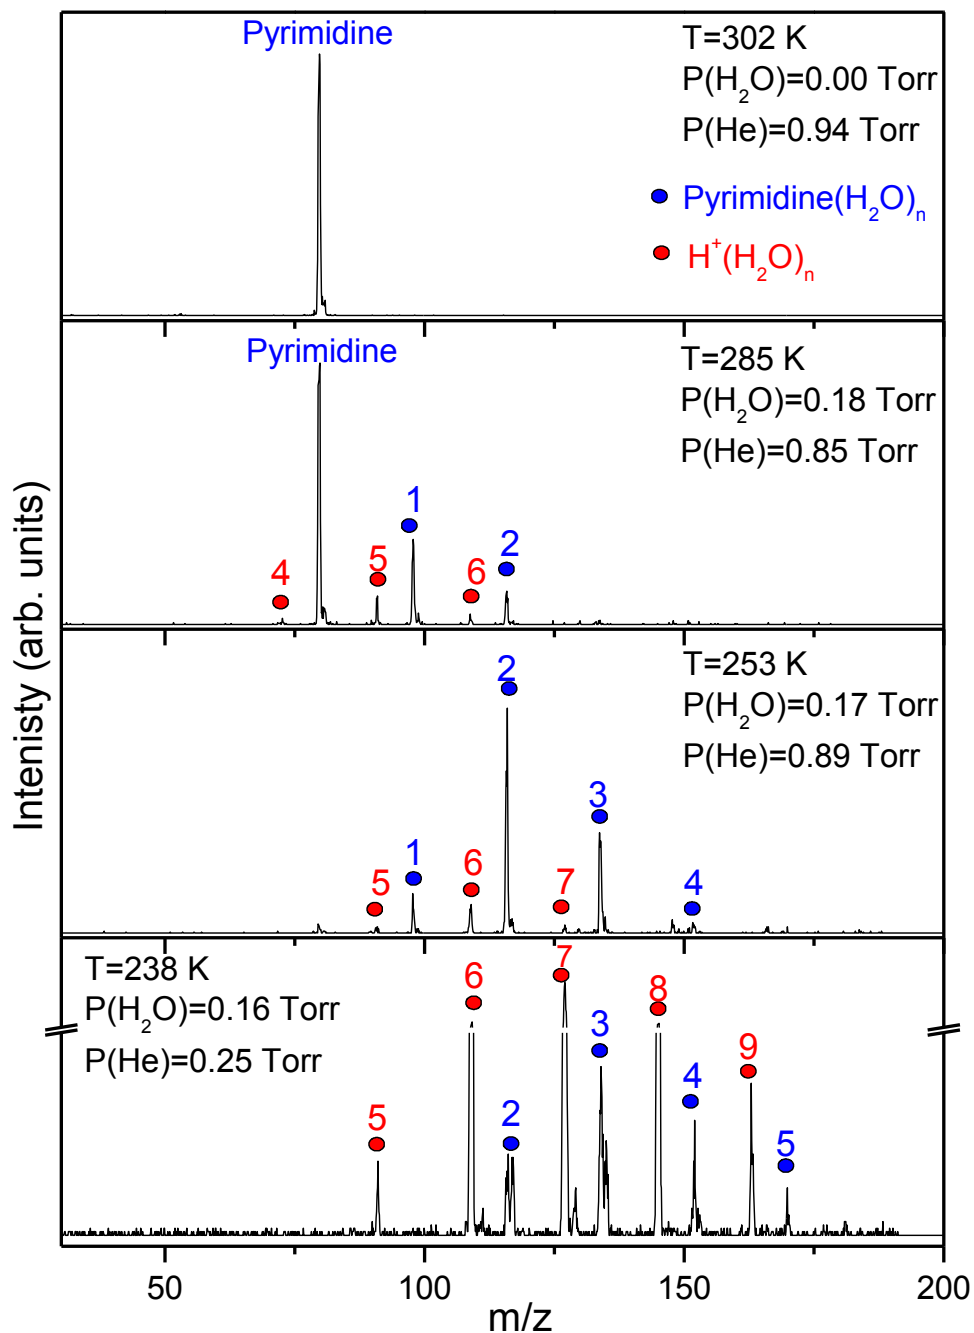 Pyrimidine
T=302 K
P(H₂O)=0.00 Torr
P(He)=0.94 Torr
Pyrimidine(H₂O)ₙ
H⁺(H₂O)ₙ
Pyrimidine
T=285 K
P(H₂O)=0.18 Torr
P(He)=0.85 Torr
4 5 1 6 2
T=253 K
P(H₂O)=0.17 Torr
P(He)=0.89 Torr
5 1 6 2 7 3 4
T=238 K
P(H₂O)=0.16 Torr
P(He)=0.25 Torr
5 6 2 7 3 8 4 9 5
Intenisty (arb. units)
50 100 150 200
m/z